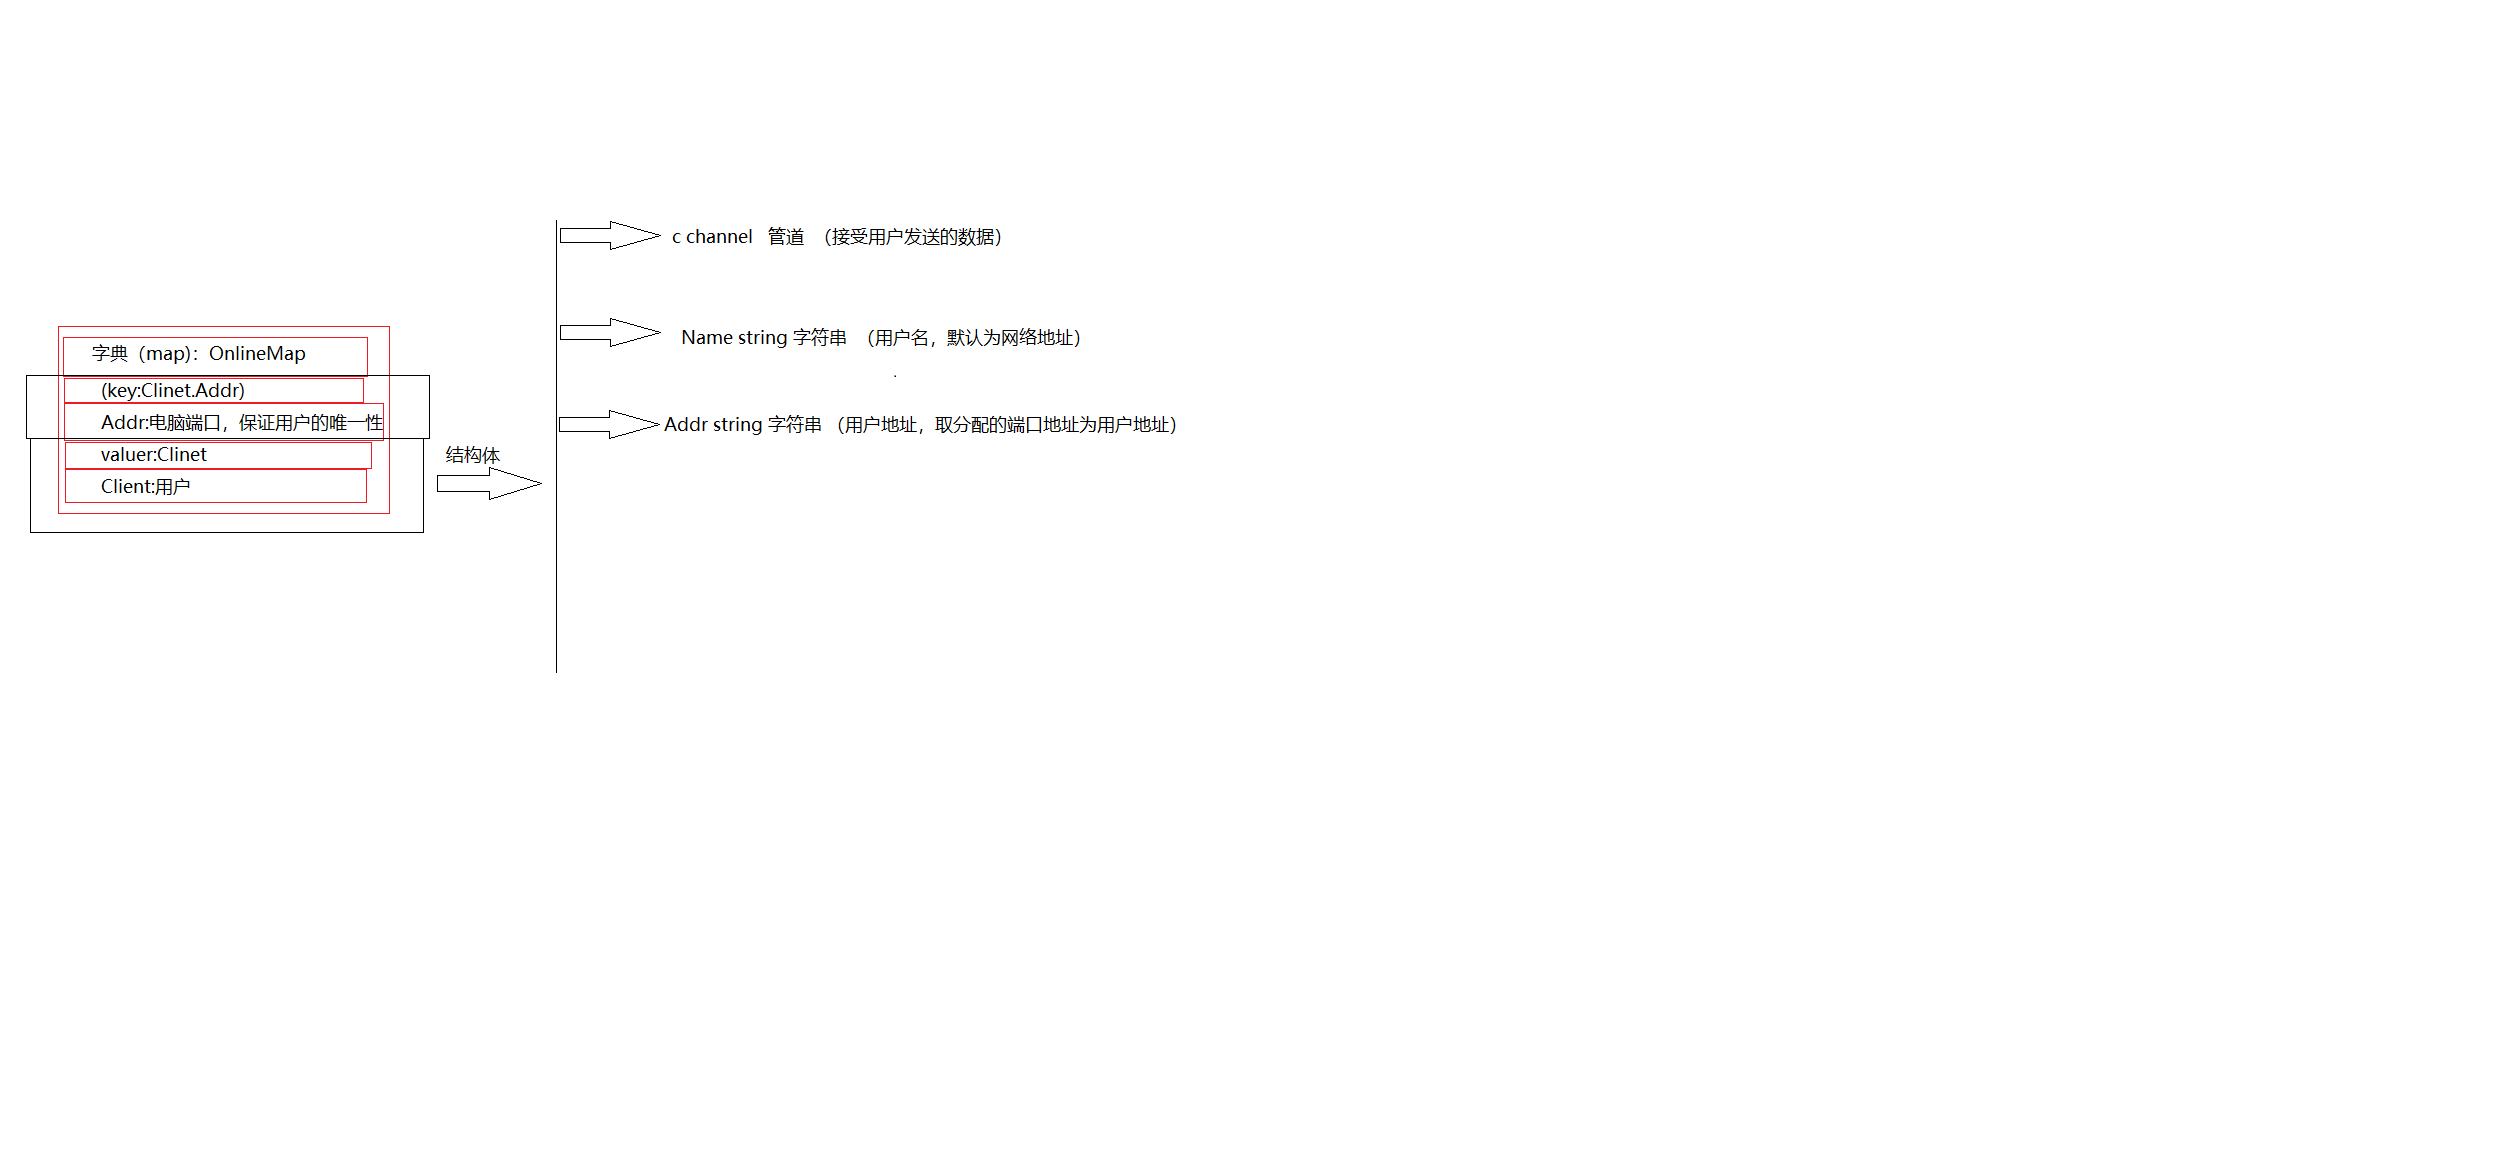 字典（map)：OnlineMap
(key:Clinet.Addr)
Addr:电脑端口，保证用户的唯一性
valuer:Clinet
Client:用户
结构体
c channel 管道 （接受用户发送的数据）
Name string 字符串 （用户名，默认为网络地址）
Addr string 字符串 （用户地址，取分配的端口地址为用户地址）